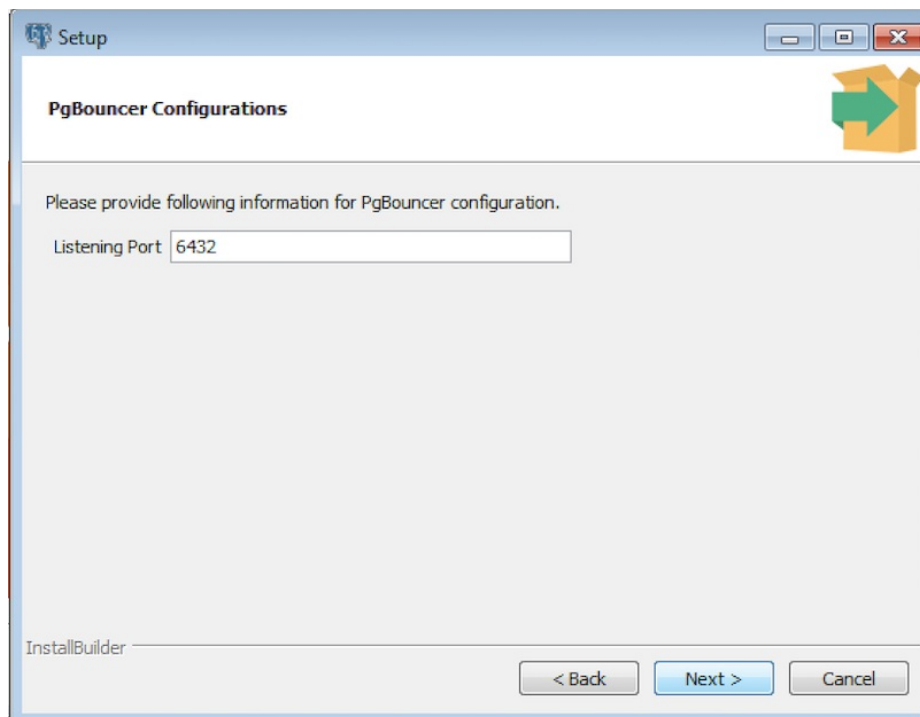 Setup
PgBouncer Configurations
Please provide following information for PgBouncer configuration.
Listening Port 6432
InstallBuilder
< Back Next > Cancel